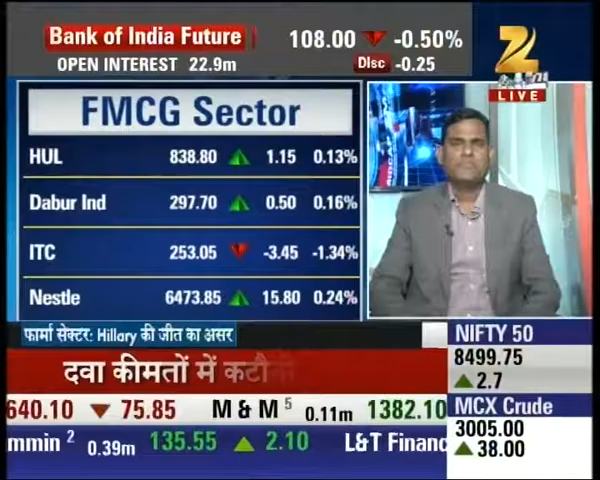 Bank of India Future
108.00 -0.50%
OPEN INTEREST 22.9m
Disc -0.25
LIVE
FMCG Sector
HUL 838.80 1.15 0.13%
Dabur Ind 297.70 0.50 0.16%
ITC 253.05 -3.45 -1.34%
Nestle 6473.85 15.80 0.24%
फार्मा सेक्टर: Hillary की जीत का असर
दवा कीमतों में कटौती
NIFTY 50
8499.75
2.7
MCX Crude
3005.00
38.00
640.10 75.85 M & M 5 0.11m 1382.10
mmin 2 0.39m 135.55 2.10 L&T Financ